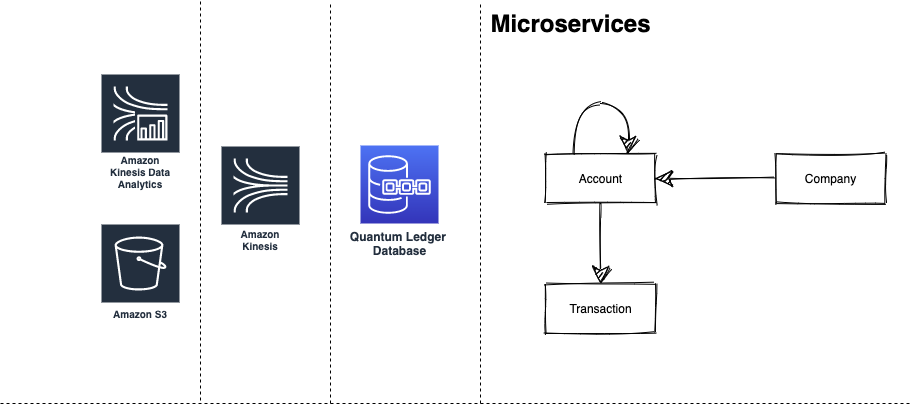 Microservices
Amazon
Kinesis Data
Analytics
Amazon S3
Amazon
Kinesis
Quantum Ledger
Database
Account
Company
Transaction